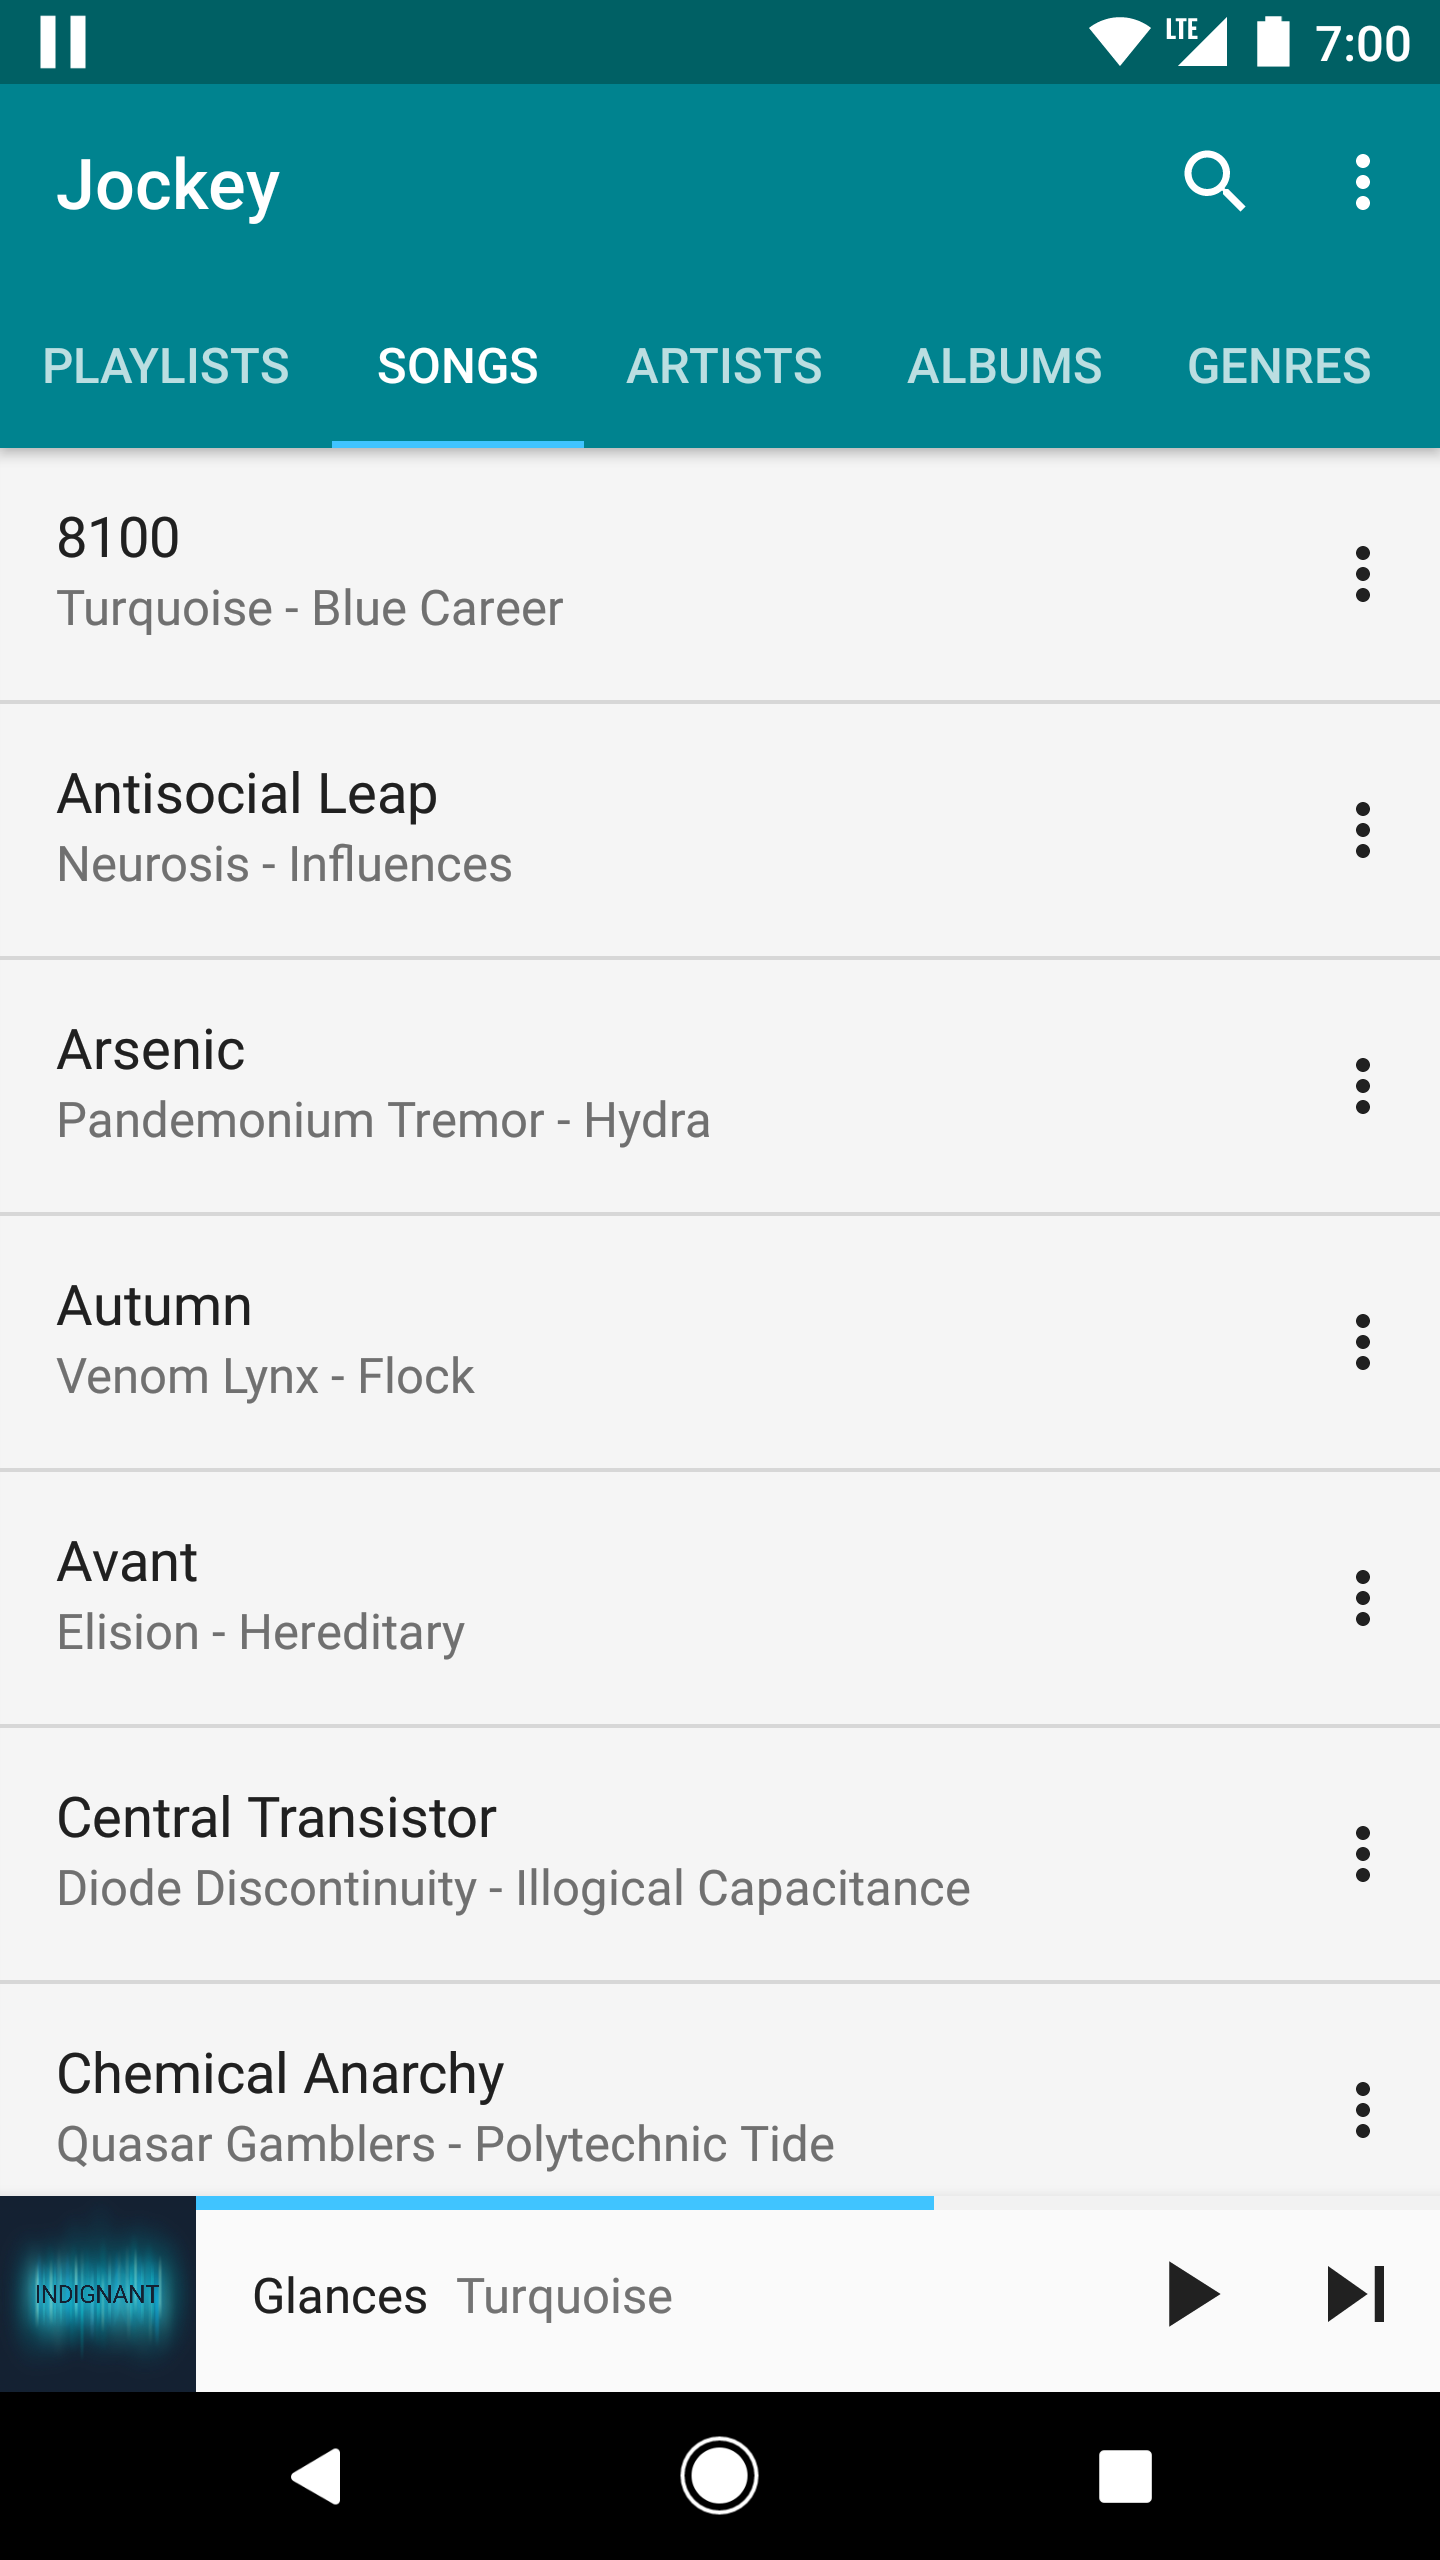 LTE 7:00
Jockey
PLAYLISTS SONGS ARTISTS ALBUMS GENRES
8100
Turquoise - Blue Career
Antisocial Leap
Neurosis - Influences
Arsenic
Pandemonium Tremor - Hydra
Autumn
Venom Lynx - Flock
Avant
Elision - Hereditary
Central Transistor
Diode Discontinuity - Illogical Capacitance
Chemical Anarchy
Quasar Gamblers - Polytechnic Tide
INDIGNANT
Glances Turquoise